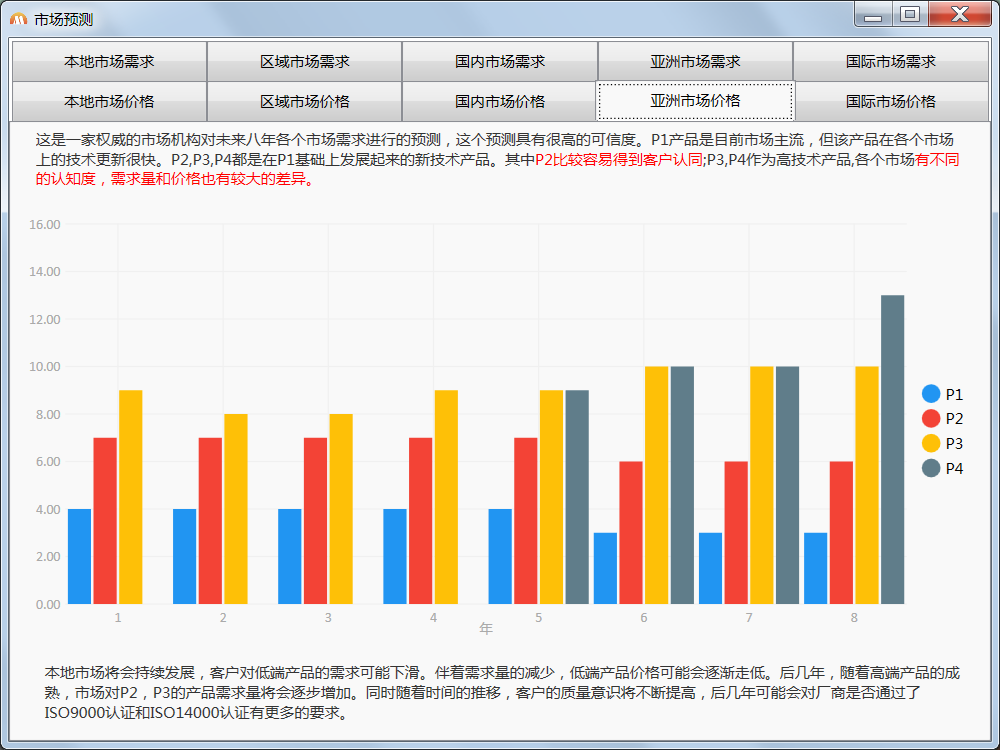 市场预测
本地市场需求 区域市场需求 国内市场需求 亚洲市场需求 国际市场需求
本地市场价格 区域市场价格 国内市场价格 亚洲市场价格 国际市场价格
这是一家权威的市场机构对未来八年各个市场需求进行的预测，这个预测具有很高的可信度。P1产品是目前市场主流，但该产品在各个市场
上的技术更新很快。P2,P3,P4都是在P1基础上发展起来的新技术产品。其中P2比较容易得到客户认同;P3,P4作为高技术产品,各个市场有不同
的认知度，需求量和价格也有较大的差异。
16.00
14.00
12.00
10.00
8.00
6.00
4.00
2.00
0.00
1 2 3 4 5 6 7 8
年
P1
P2
P3
P4
本地市场将会持续发展，客户对低端产品的需求可能下滑。伴着需求量的减少，低端产品价格可能会逐渐走低。后几年，随着高端产品的成
熟，市场对P2，P3的产品需求量将会逐步增加。同时随着时间的推移，客户的质量意识将不断提高，后几年可能会对厂商是否通过了
ISO9000认证和ISO14000认证有更多的要求。